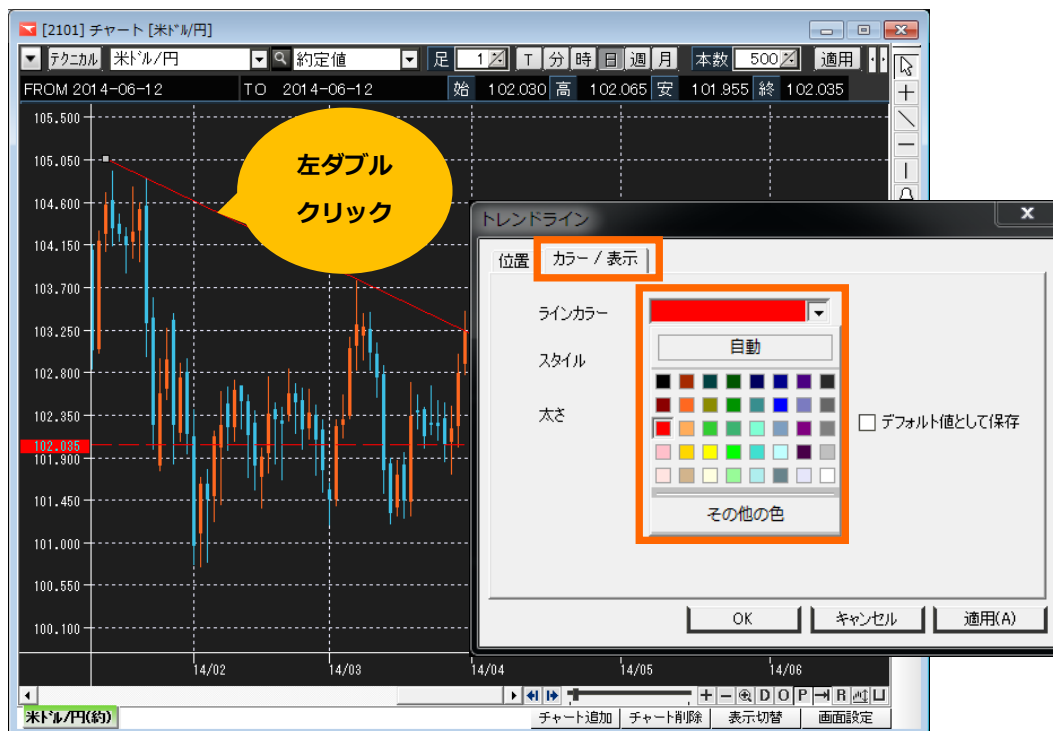 [2101] チャート [米ドル/円]
テクニカル 米ドル/円 約定値 足 1 T 分 時 日 週 月 本数 500 適用
FROM 2014-06-12 TO 2014-06-12 始 102.030 高 102.065 安 101.955 終 102.035
105.500
105.050
104.600
104.150
103.700
103.250
102.800
102.350
102.035
101.900
101.450
101.000
100.550
100.100
左ダブル
クリック
トレンドライン
位置 カラー / 表示
ラインカラー
自動
スタイル
太さ
デフォルト値として保存
その他の色
OK キャンセル 適用(A)
14/02 14/03 14/04 14/05 14/06
D O P R
米ドル/円(約) チャート追加 チャート削除 表示切替 画面設定